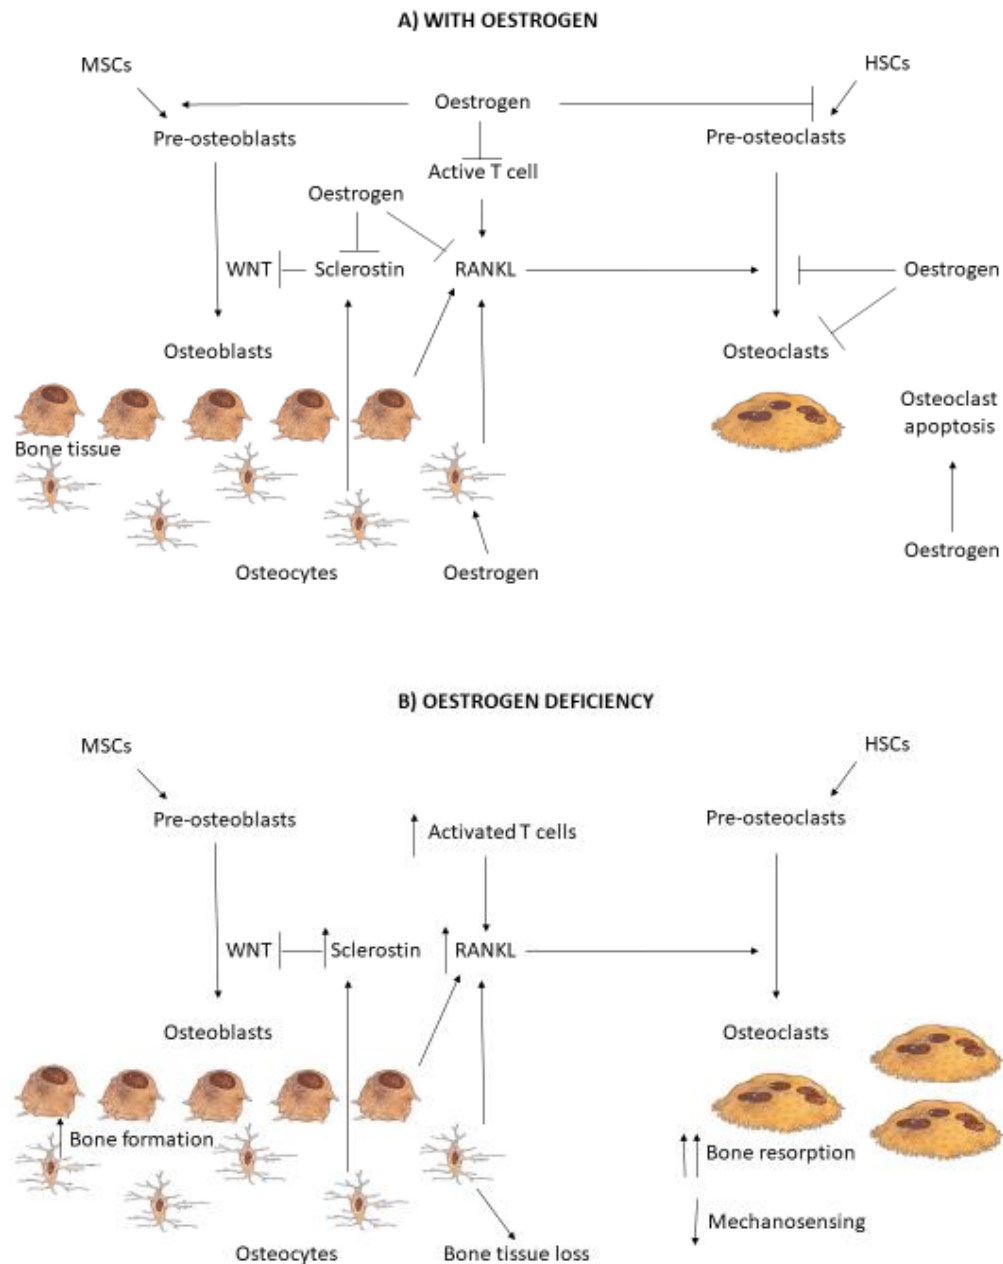 A) WITH OESTROGEN
MSCs
HSCs
Oestrogen
Pre-osteoblasts
Pre-osteoclasts
Active T cell
Oestrogen
WNT
Sclerostin
RANKL
Oestrogen
Osteoblasts
Osteoclasts
Osteoclast
apoptosis
Bone tissue
Oestrogen
Osteocytes
Oestrogen
B) OESTROGEN DEFICIENCY
MSCs
HSCs
Pre-osteoblasts
Pre-osteoclasts
Activated T cells
WNT
Sclerostin
RANKL
Osteoblasts
Osteoclasts
Bone formation
Bone resorption
Mechanosensing
Osteocytes
Bone tissue loss